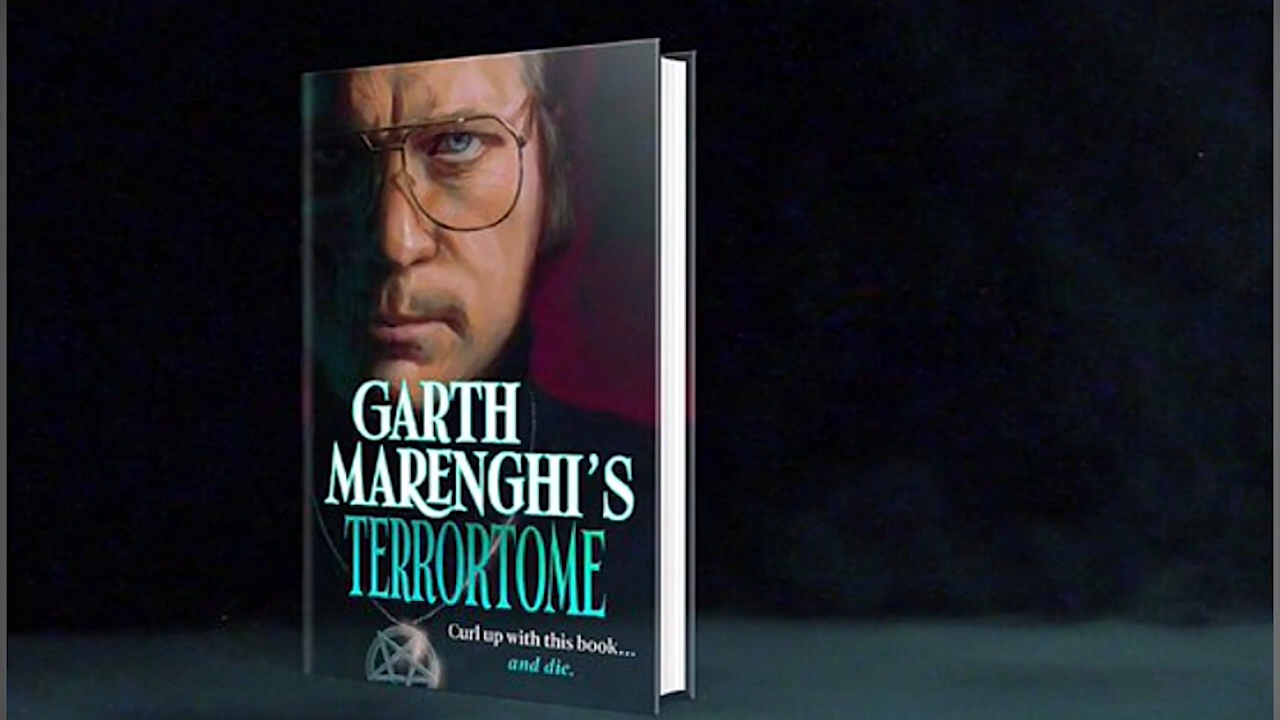 GARTH
MARENGHI'S
TERRORTOME
Curl up with this book...
and die.